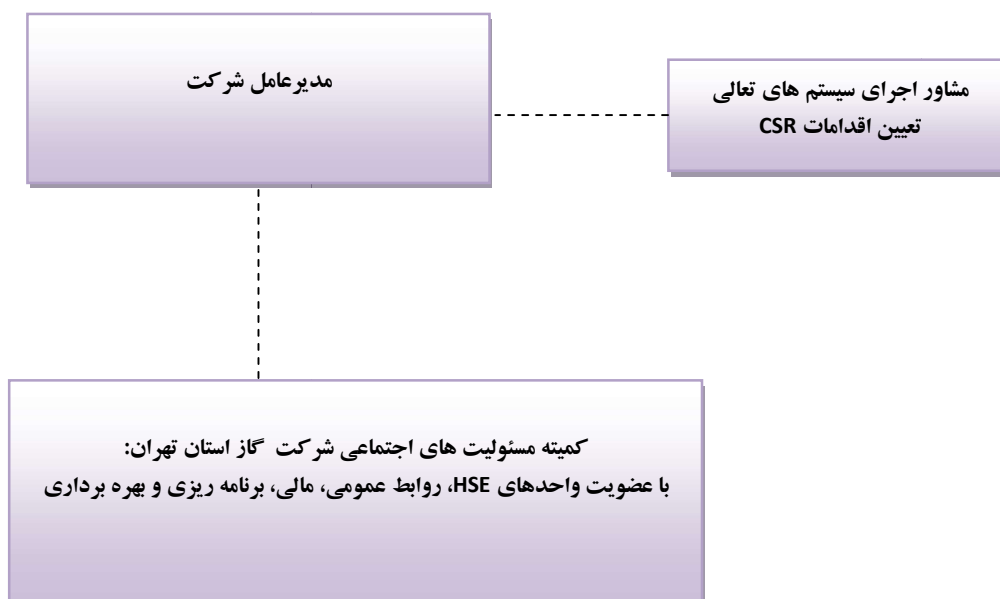 مدیرعامل شرکت
مشاور اجرای سیستم های تعالی
تعیین اقدامات CSR
کمیته مسئولیت های اجتماعی شرکت گاز استان تهران:
با عضویت واحدهای HSE، روابط عمومی، مالی، برنامه ریزی و بهره برداری